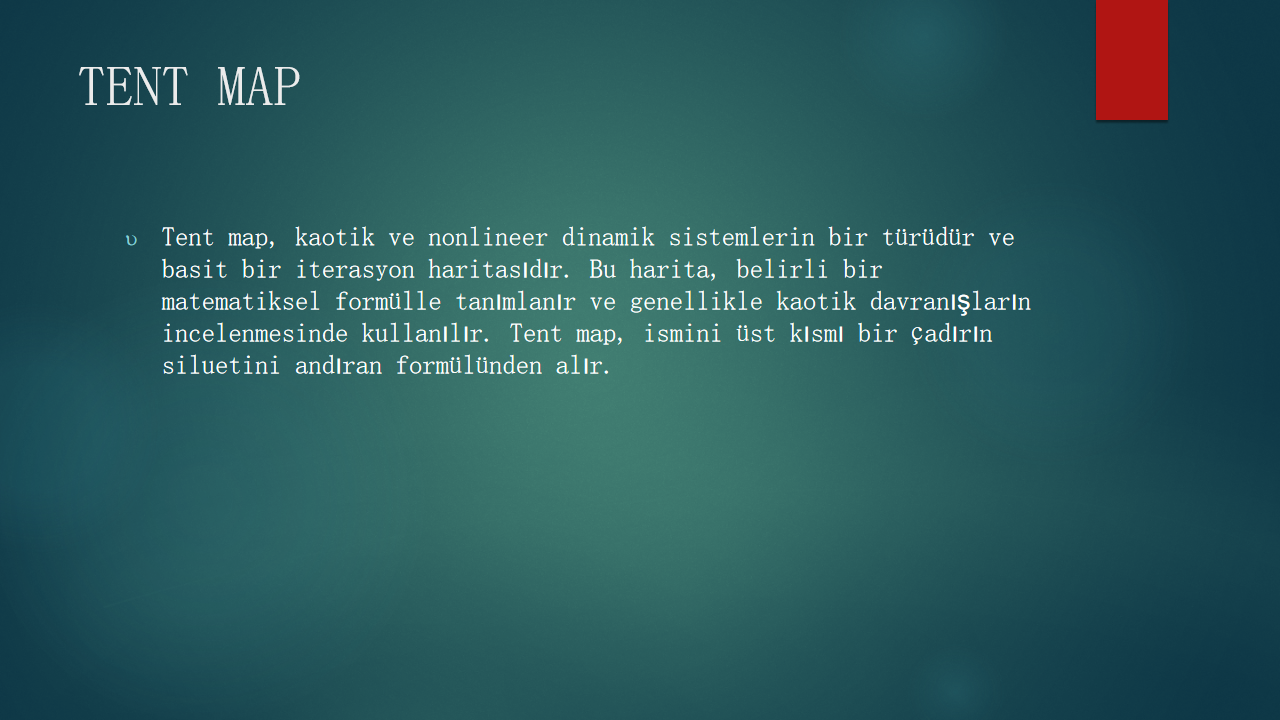 TENT MAP
υ Tent map, kaotik ve nonlineer dinamik sistemlerin bir türüdür ve
basit bir iterasyon haritasıdır. Bu harita, belirli bir
matematiksel formülle tanımlanır ve genellikle kaotik davranışların
incelenmesinde kullanılır. Tent map, ismini üst kısmı bir çadırın
siluetini andıran formülünden alır.